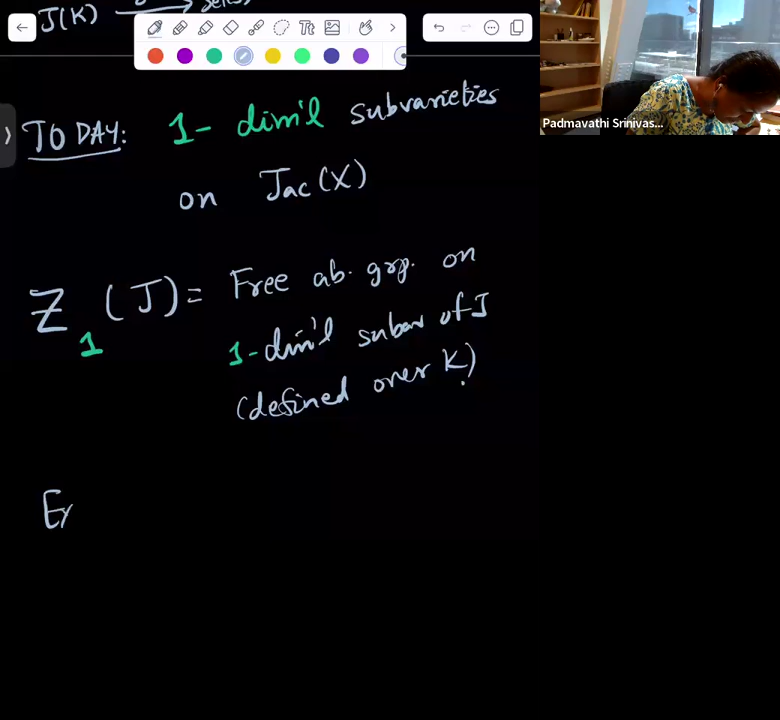 J(K)
TODAY: 1-dim'l subvarieties
on Jac(X)
Z₁(J) = Free ab. grp. on
1-dim'l subvar of J
(defined over K)
Ex
Padmavathi Srinivas...